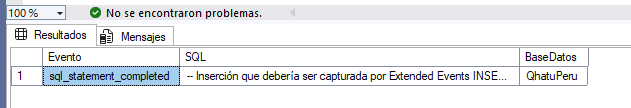 100 %
No se encontraron problemas.
Resultados
Mensajes
Evento
SQL
BaseDatos
1
sql_statement_completed
-- Inserción que debería ser capturada por Extended Events INSE...
QhatuPeru